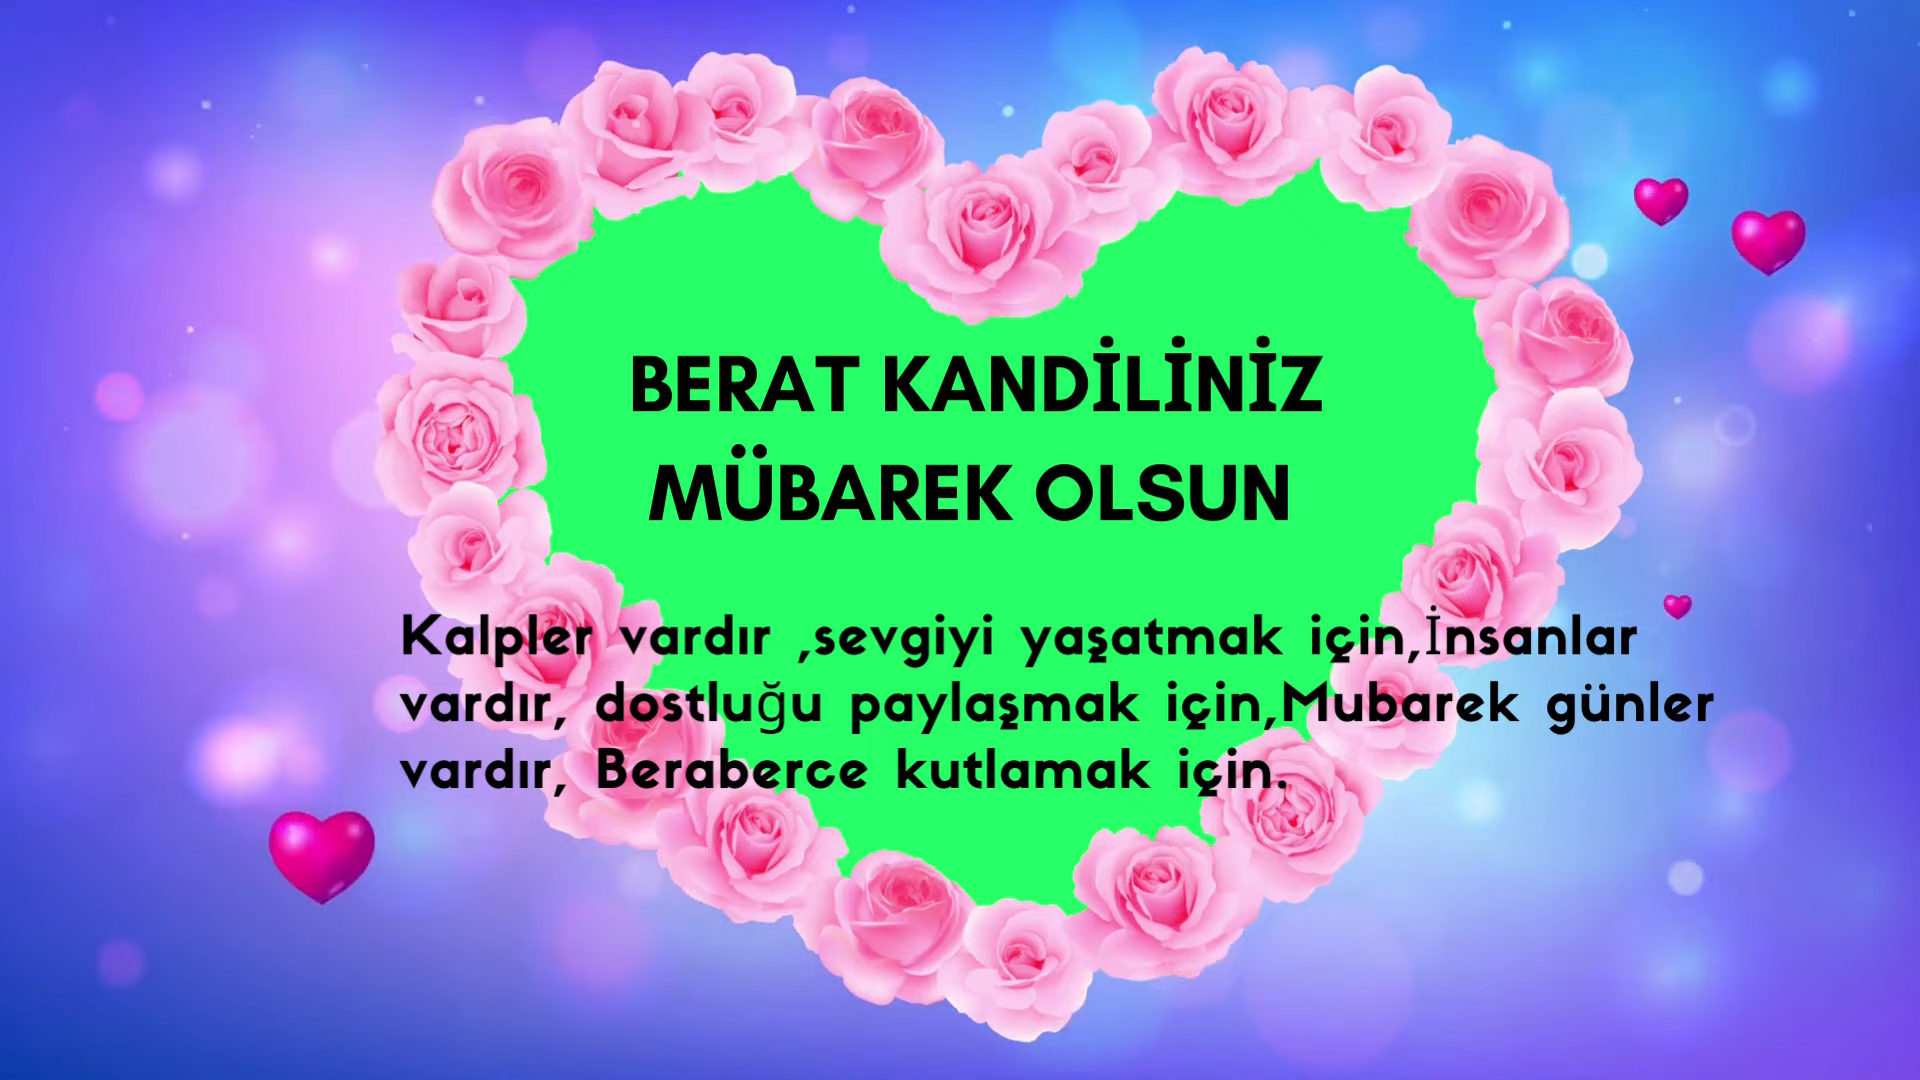 BERAT KANDİLİNİZ
MÜBAREK OLSUN
Kalpler vardır ,sevgiyi yaşatmak için,İnsanlar
vardır, dostluğu paylaşmak için,Mubarek günler
vardır, Beraberce kutlamak için.